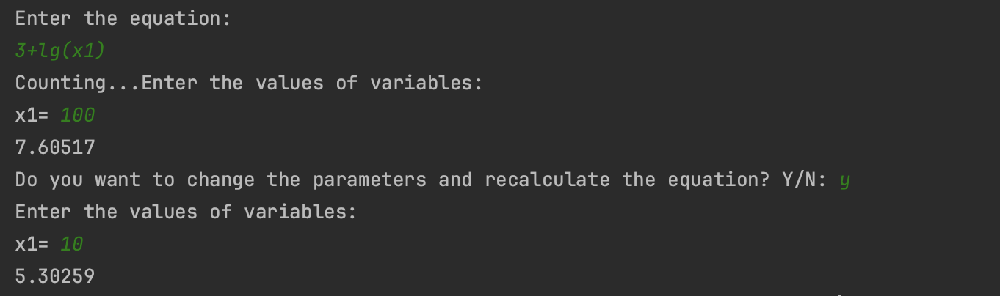 Enter the equation:
3+lg(x1)
Counting...Enter the values of variables:
x1= 100
7.60517
Do you want to change the parameters and recalculate the equation? Y/N: y
Enter the values of variables:
x1= 10
5.30259